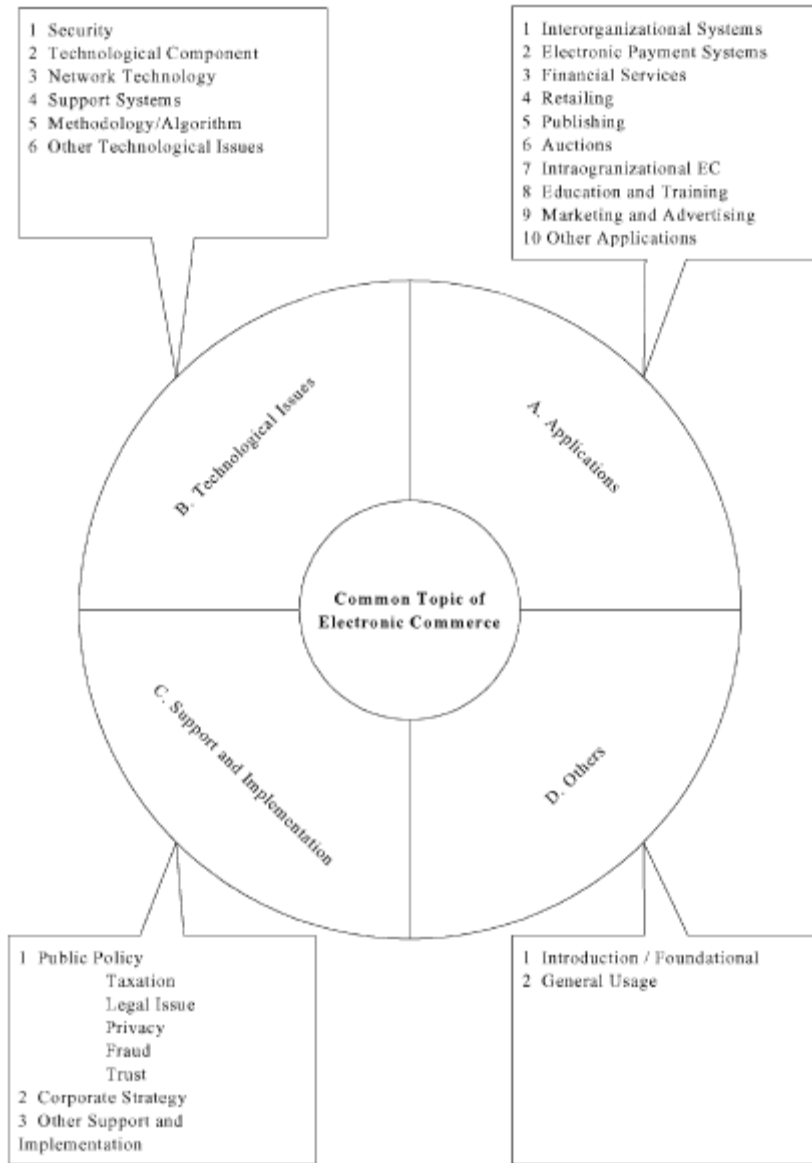 1 Security
2 Technological Component
3 Network Technology
4 Support Systems
5 Methodology/Algorithm
6 Other Technological Issues
1 Interorganizational Systems
2 Electronic Payment Systems
3 Financial Services
4 Retailing
5 Publishing
6 Auctions
7 Intraogranizational EC
8 Education and Training
9 Marketing and Advertising
10 Other Applications
B. Technological Issues
A. Applications
Common Topic of
Electronic Commerce
C. Support and Implementation
D. Others
1 Public Policy
Taxation
Legal Issue
Privacy
Fraud
Trust
2 Corporate Strategy
3 Other Support and
Implementation
1 Introduction / Foundational
2 General Usage